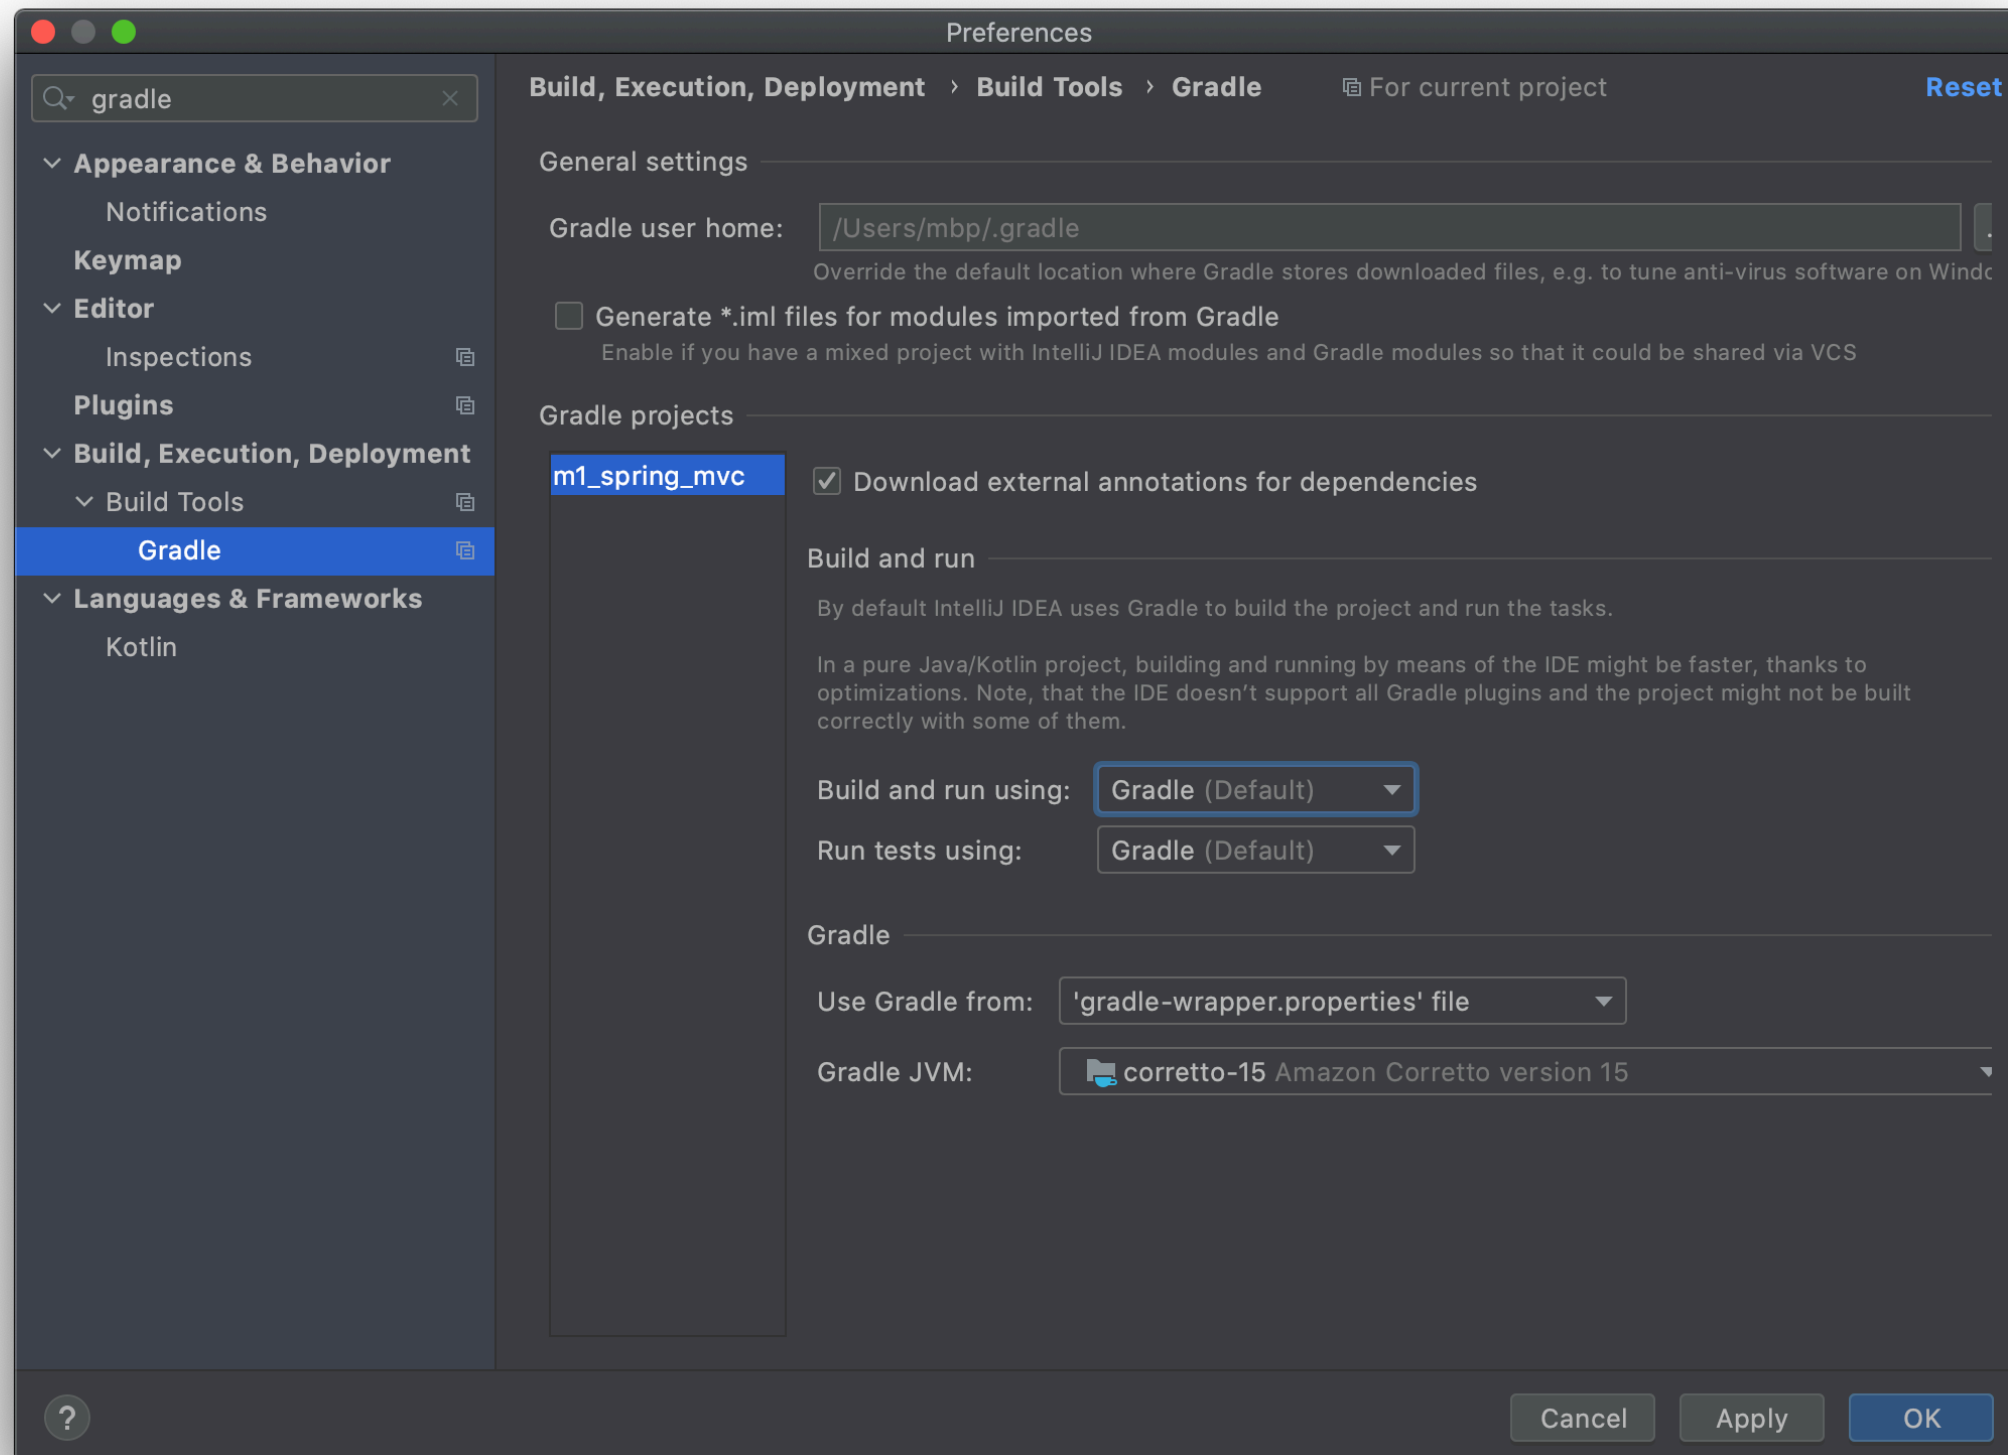 Preferences
gradle
Appearance & Behavior
Notifications
Keymap
Editor
Inspections
Plugins
Build, Execution, Deployment
Build Tools
Gradle
Languages & Frameworks
Kotlin
Build, Execution, Deployment › Build Tools › Gradle
For current project
Reset
General settings
Gradle user home: /Users/mbp/.gradle
Override the default location where Gradle stores downloaded files, e.g. to tune anti-virus software on
Generate *.iml files for modules imported from Gradle
Enable if you have a mixed project with IntelliJ IDEA modules and Gradle modules so that it could be shared via VCS
Gradle projects
m1_spring_mvc
Download external annotations for dependencies
Build and run
By default IntelliJ IDEA uses Gradle to build the project and run the tasks.
In a pure Java/Kotlin project, building and running by means of the IDE might be faster, thanks to
optimizations. Note, that the IDE doesn't support all Gradle plugins and the project might not be built
correctly with some of them.
Build and run using: Gradle (Default)
Run tests using: Gradle (Default)
Gradle
Use Gradle from: 'gradle-wrapper.properties' file
Gradle JVM: corretto-15 Amazon Corretto version 15
?
Cancel
Apply
OK